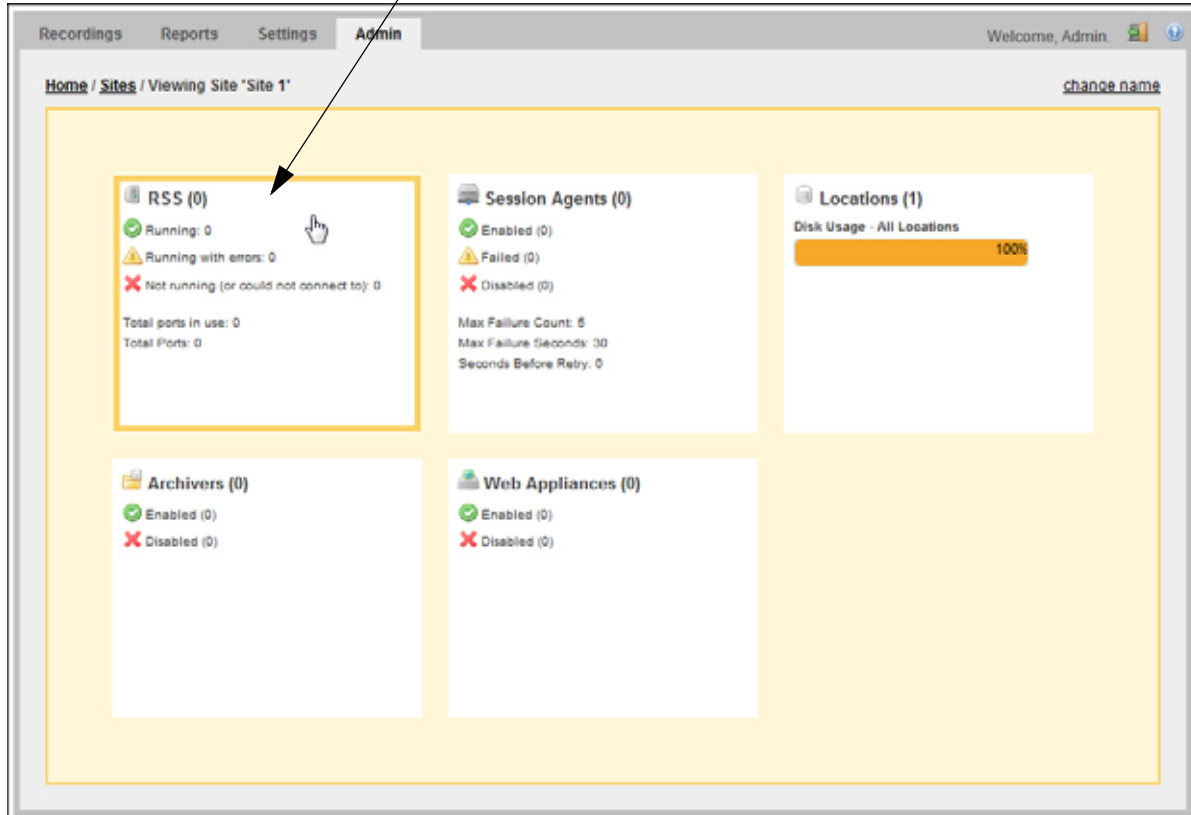 Recordings Reports Settings Admin Welcome, Admin.
Home / Sites / Viewing Site 'Site 1' change name
RSS (0)
Running: 0
Running with errors: 0
Not running (or could not connect to): 0
Total ports in use: 0
Total Ports: 0
Session Agents (0)
Enabled (0)
Failed (0)
Disabled (0)
Max Failure Count: 5
Max Failure Seconds: 30
Seconds Before Retry: 0
Locations (1)
Disk Usage - All Locations
100%
Archivers (0)
Enabled (0)
Disabled (0)
Web Appliances (0)
Enabled (0)
Disabled (0)